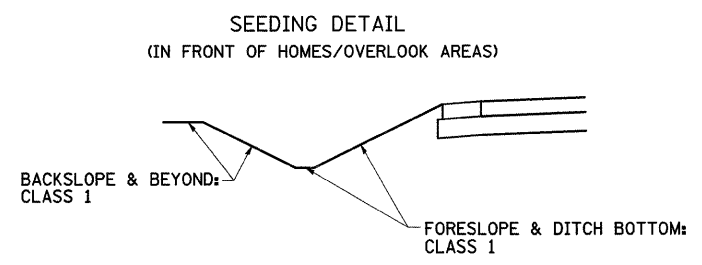 SEEDING DETAIL
(IN FRONT OF HOMES/OVERLOOK AREAS)
BACKSLOPE & BEYOND:
CLASS 1
FORESLOPE & DITCH BOTTOM:
CLASS 1